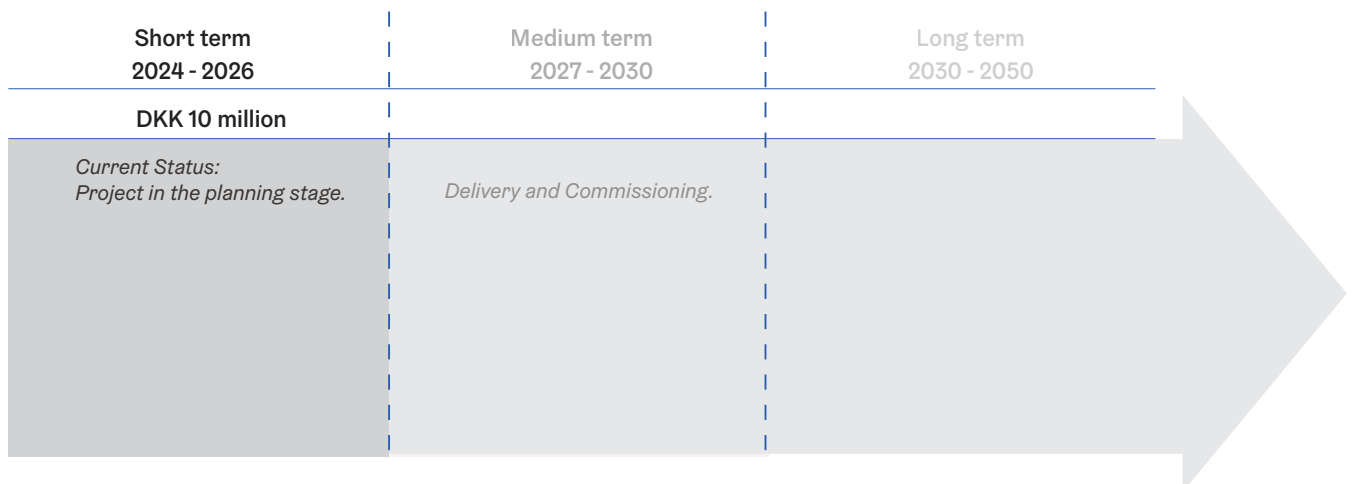 Short term
2024 - 2026
Medium term
2027 - 2030
Long term
2030 - 2050
DKK 10 million
Current Status:
Project in the planning stage.
Delivery and Commissioning.